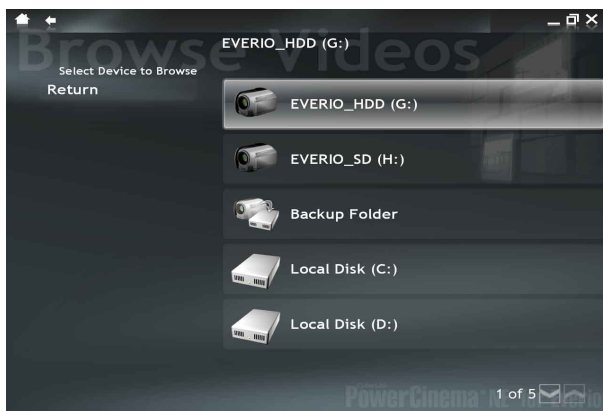 Browse Videos
EVERIO_HDD (G:)
Select Device to Browse
Return
EVERIO_HDD (G:)
EVERIO_SD (H:)
Backup Folder
Local Disk (C:)
Local Disk (D:)
1 of 5
PowerCinema NE